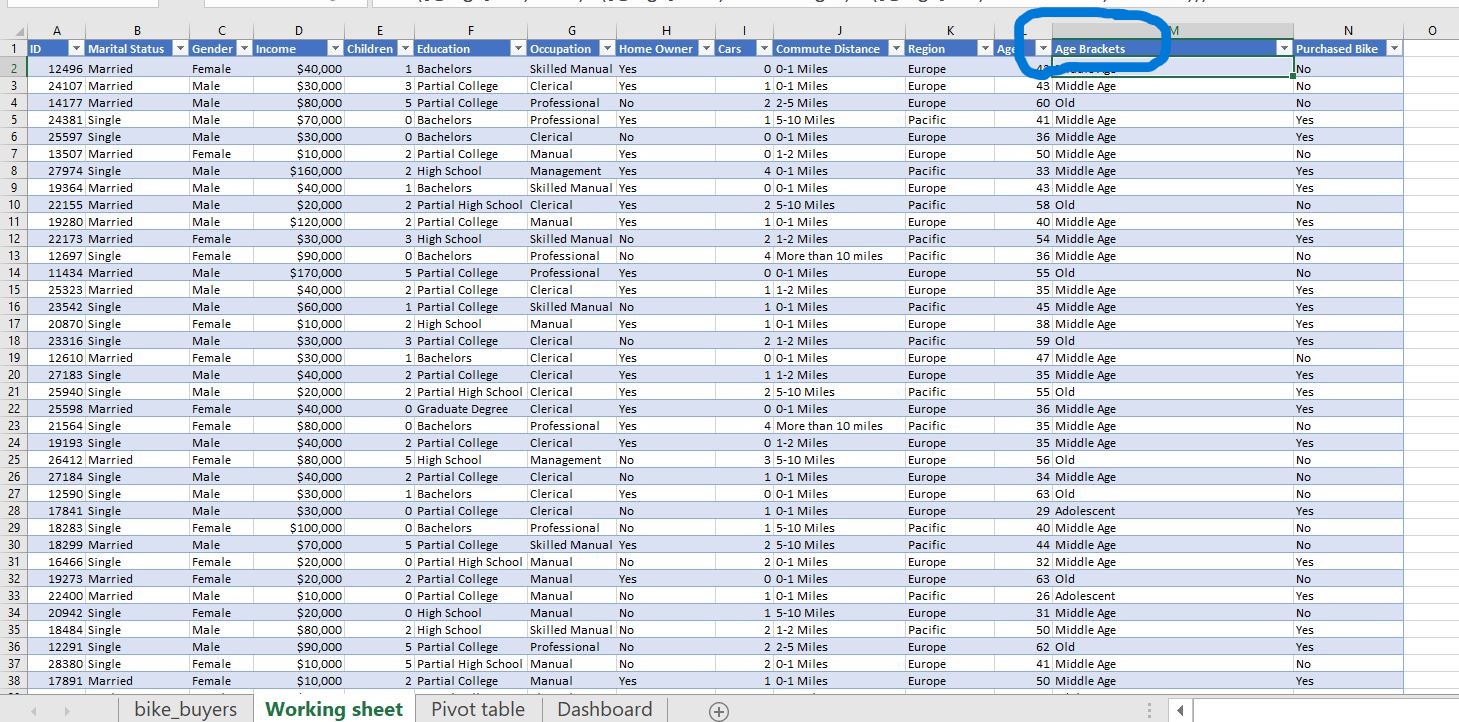 A B C D E F G H I J K M N O
1 ID Marital Status Gender Income Children Education Occupation Home Owner Cars Commute Distance Region Age Age Brackets Purchased Bike
2 12496 Married Female $40,000 1 Bachelors Skilled Manual Yes 0 0-1 Miles Europe No
3 24107 Married Male $30,000 3 Partial College Clerical Yes 1 0-1 Miles Europe 43 Middle Age No
4 14177 Married Male $80,000 5 Partial College Professional No 2 2-5 Miles Europe 60 Old No
5 24381 Single Male $70,000 0 Bachelors Professional Yes 1 5-10 Miles Pacific 41 Middle Age Yes
6 25597 Single Male $30,000 0 Bachelors Clerical No 0 0-1 Miles Europe 36 Middle Age Yes
7 13507 Married Female $10,000 2 Partial College Manual Yes 0 1-2 Miles Europe 50 Middle Age No
8 27974 Single Male $160,000 2 High School Management Yes 4 0-1 Miles Pacific 33 Middle Age Yes
9 19364 Married Male $40,000 1 Bachelors Skilled Manual Yes 0 0-1 Miles Europe 43 Middle Age Yes
10 22155 Married Male $20,000 2 Partial High School Clerical Yes 2 5-10 Miles Pacific 58 Old No
11 19280 Married Male $120,000 2 Partial College Manual Yes 1 0-1 Miles Europe 40 Middle Age Yes
12 22173 Married Female $30,000 3 High School Skilled Manual No 2 1-2 Miles Pacific 54 Middle Age Yes
13 12697 Single Female $90,000 0 Bachelors Professional No 4 More than 10 miles Pacific 36 Middle Age No
14 11434 Married Male $170,000 5 Partial College Professional Yes 0 0-1 Miles Europe 55 Old No
15 25323 Married Male $40,000 2 Partial College Clerical Yes 1 1-2 Miles Europe 35 Middle Age Yes
16 23542 Single Male $60,000 1 Partial College Skilled Manual No 1 0-1 Miles Pacific 45 Middle Age Yes
17 20870 Single Female $10,000 2 High School Manual Yes 1 0-1 Miles Europe 38 Middle Age Yes
18 23316 Single Male $30,000 3 Partial College Clerical No 2 1-2 Miles Pacific 59 Old Yes
19 12610 Married Female $30,000 1 Bachelors Clerical Yes 0 0-1 Miles Europe 47 Middle Age No
20 27183 Single Male $40,000 2 Partial College Clerical Yes 1 1-2 Miles Europe 35 Middle Age Yes
21 25940 Single Male $20,000 2 Partial High School Clerical Yes 2 5-10 Miles Pacific 55 Old Yes
22 25598 Married Female $40,000 0 Graduate Degree Clerical Yes 0 0-1 Miles Europe 36 Middle Age Yes
23 21564 Single Female $80,000 0 Bachelors Professional Yes 4 More than 10 miles Pacific 35 Middle Age No
24 19193 Single Male $40,000 2 Partial College Clerical Yes 0 1-2 Miles Europe 35 Middle Age Yes
25 26412 Married Female $80,000 5 High School Management No 3 5-10 Miles Europe 56 Old No
26 27184 Single Male $40,000 2 Partial College Clerical No 1 0-1 Miles Europe 34 Middle Age No
27 12590 Single Male $30,000 1 Bachelors Clerical Yes 0 0-1 Miles Europe 63 Old No
28 17841 Single Male $30,000 0 Partial College Clerical No 1 0-1 Miles Europe 29 Adolescent Yes
29 18283 Single Female $100,000 0 Bachelors Professional No 1 5-10 Miles Pacific 40 Middle Age No
30 18299 Married Male $70,000 5 Partial College Skilled Manual Yes 2 5-10 Miles Pacific 44 Middle Age No
31 16466 Single Female $20,000 0 Partial High School Manual No 2 0-1 Miles Europe 32 Middle Age Yes
32 19273 Married Female $20,000 2 Partial College Manual Yes 0 0-1 Miles Europe 63 Old No
33 22400 Married Male $10,000 0 Partial College Manual No 1 0-1 Miles Europe 26 Adolescent Yes
34 20942 Single Female $20,000 0 High School Manual No 1 5-10 Miles Europe 31 Middle Age No
35 18484 Single Male $80,000 2 High School Skilled Manual No 2 1-2 Miles Pacific 50 Middle Age Yes
36 12291 Single Male $90,000 5 Partial College Professional No 2 2-5 Miles Europe 62 Old Yes
37 28380 Single Female $10,000 5 Partial High School Manual No 2 0-1 Miles Europe 41 Middle Age No
38 17891 Married Female $10,000 2 Partial College Manual Yes 1 0-1 Miles Europe 50 Middle Age Yes
bike_buyers Working sheet Pivot table Dashboard